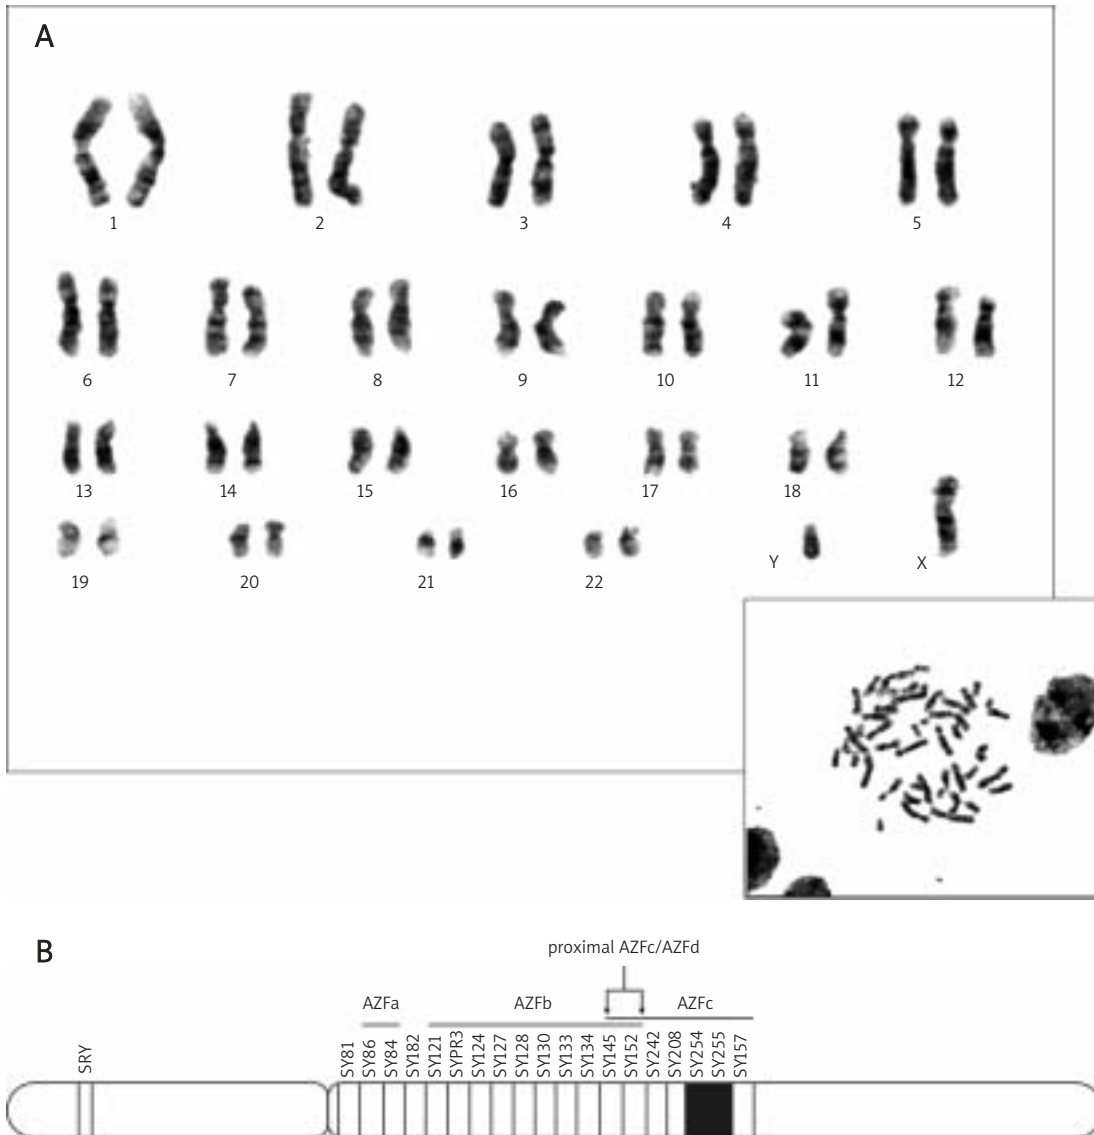 A
1 2 3 4 5
6 7 8 9 10 11 12
13 14 15 16 17 18
19 20 21 22 Y X
B
proximal AZFc/AZFd
AZFa AZFb AZFc
SRY SY81 SY86 SY84 SY182 SY121 SYPR3 SY124 SY127 SY128 SY130 SY133 SY134 SY145 SY152 SY242 SY208 SY254 SY255 SY157